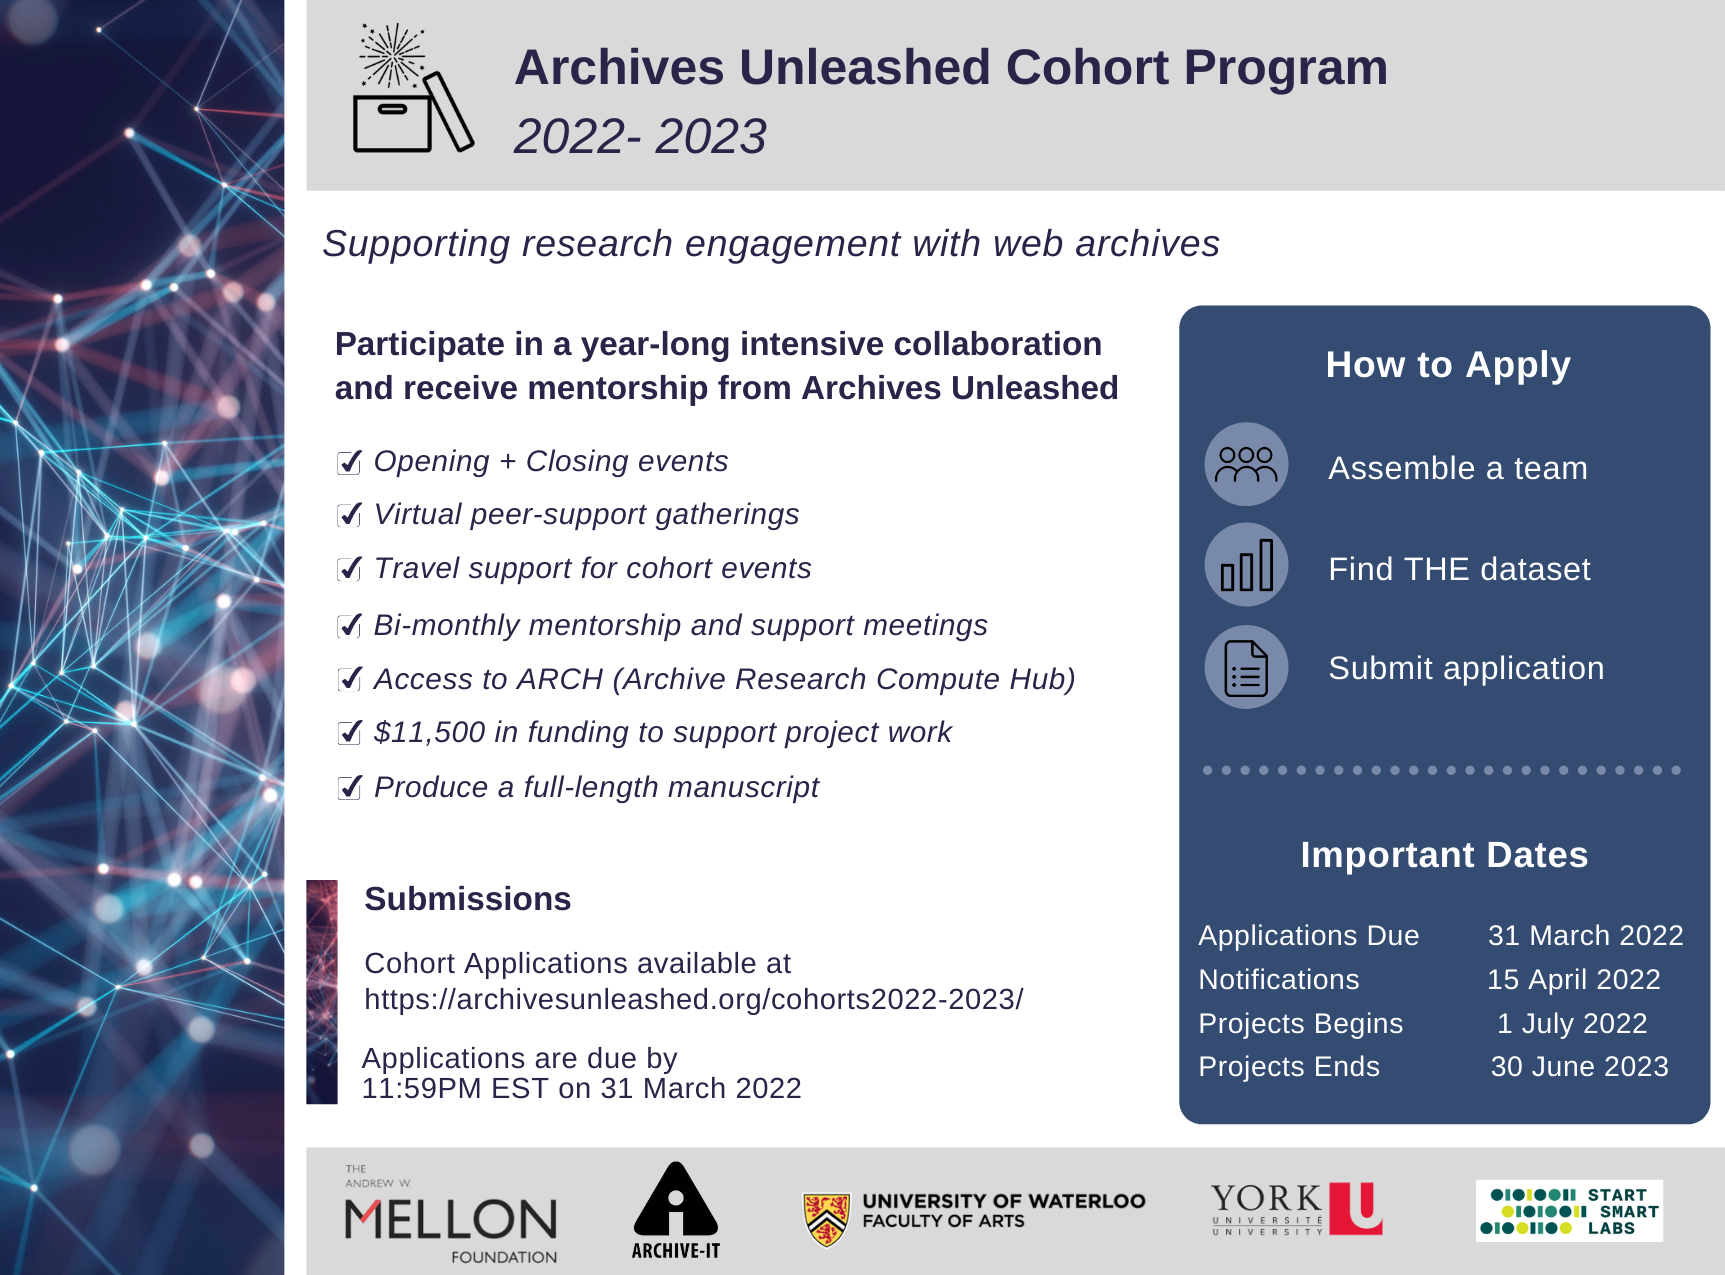 Archives Unleashed Cohort Program
2022- 2023
Supporting research engagement with web archives
Participate in a year-long intensive collaboration
and receive mentorship from Archives Unleashed
Opening + Closing events
Virtual peer-support gatherings
Travel support for cohort events
Bi-monthly mentorship and support meetings
Access to ARCH (Archive Research Compute Hub)
$11,500 in funding to support project work
Produce a full-length manuscript
Submissions
Cohort Applications available at
https://archivesunleashed.org/cohorts2022-2023/
Applications are due by
11:59PM EST on 31 March 2022
How to Apply
Assemble a team
Find THE dataset
Submit application
Important Dates
Applications Due 31 March 2022
Notifications 15 April 2022
Projects Begins 1 July 2022
Projects Ends 30 June 2023
THE
ANDREW W.
MELLON
FOUNDATION
ARCHIVE-IT
UNIVERSITY OF WATERLOO
FACULTY OF ARTS
YORK U
UNIVERSITÉ
UNIVERSITY
START
SMART
LABS